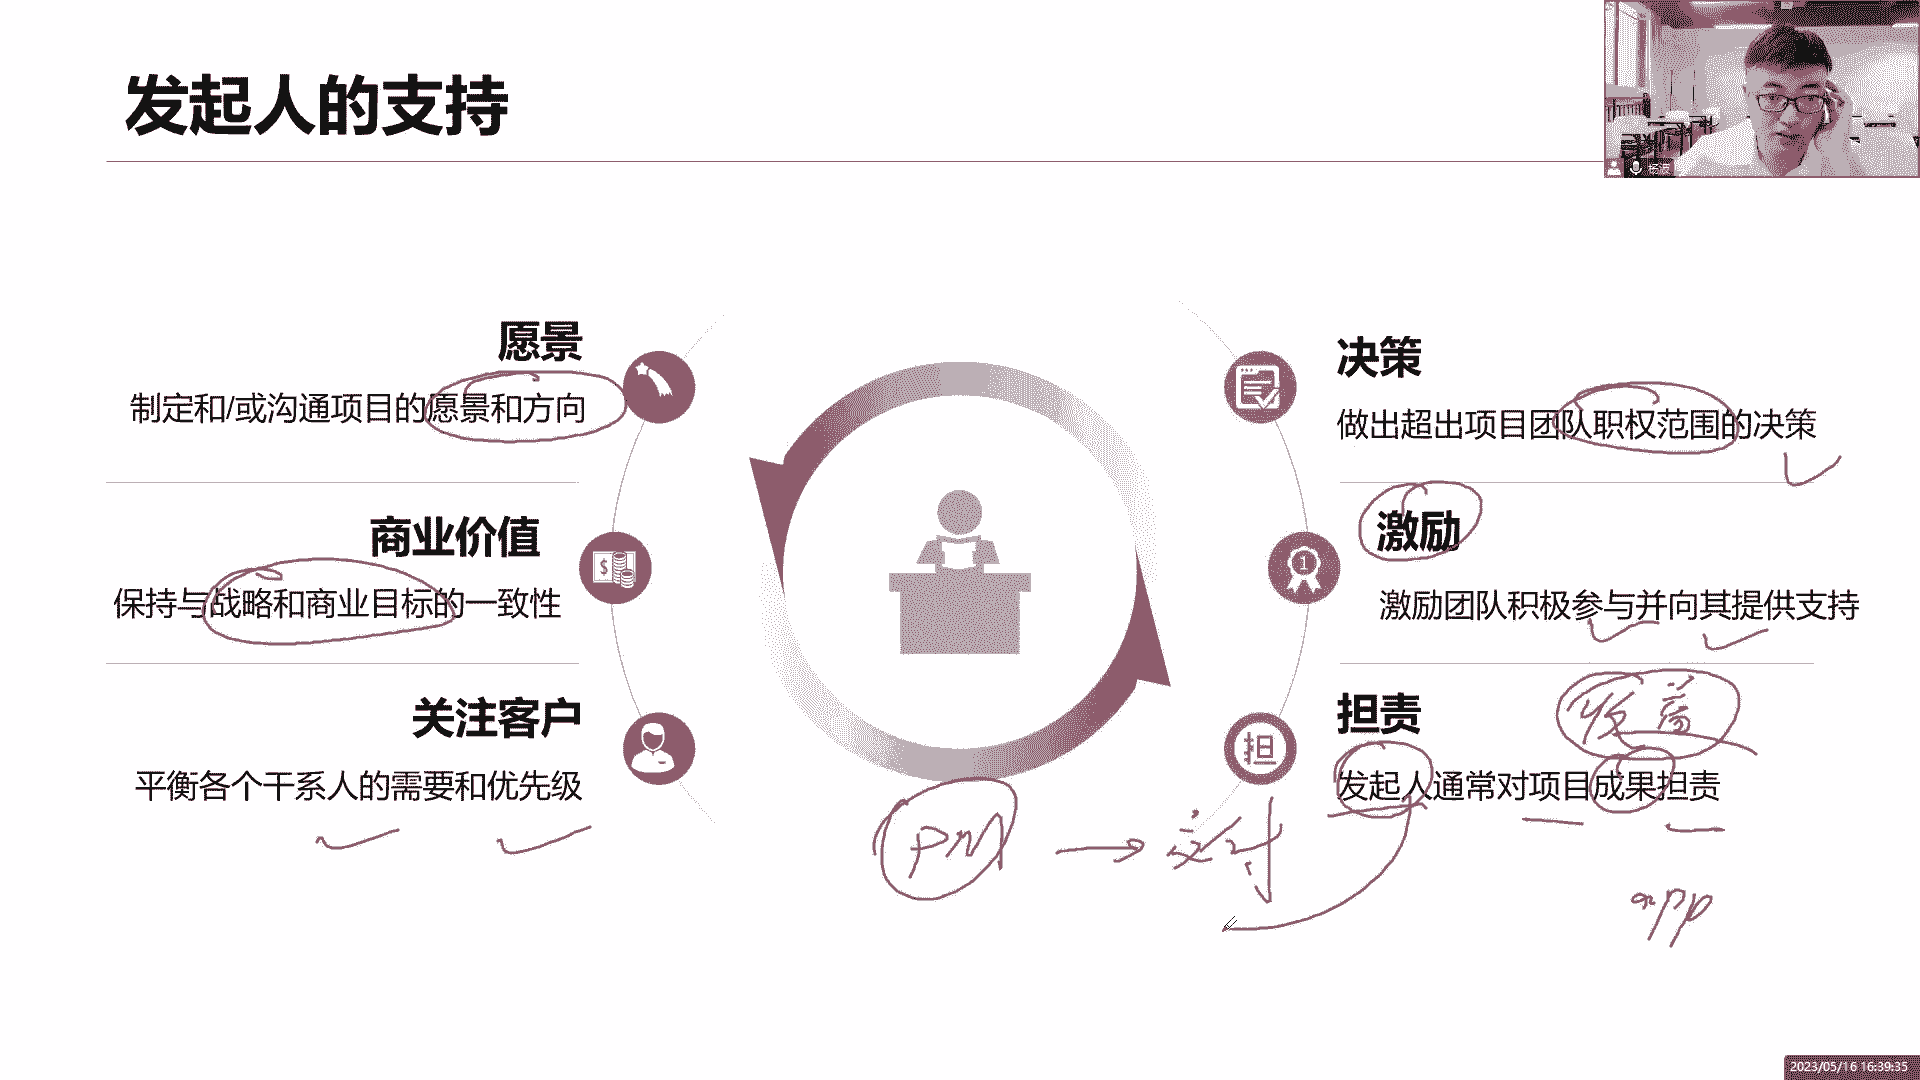 发起人的支持
杨波
愿景
制定和/或沟通项目的愿景和方向
商业价值
保持与战略和商业目标的一致性
关注客户
平衡各个干系人的需要和优先级
决策
做出超出项目团队职权范围的决策
激励
激励团队积极参与并向其提供支持
担责
收益
发起人通常对项目成果担责
$
1
担
PM → 交付
app
2023/05/16 16:39:35